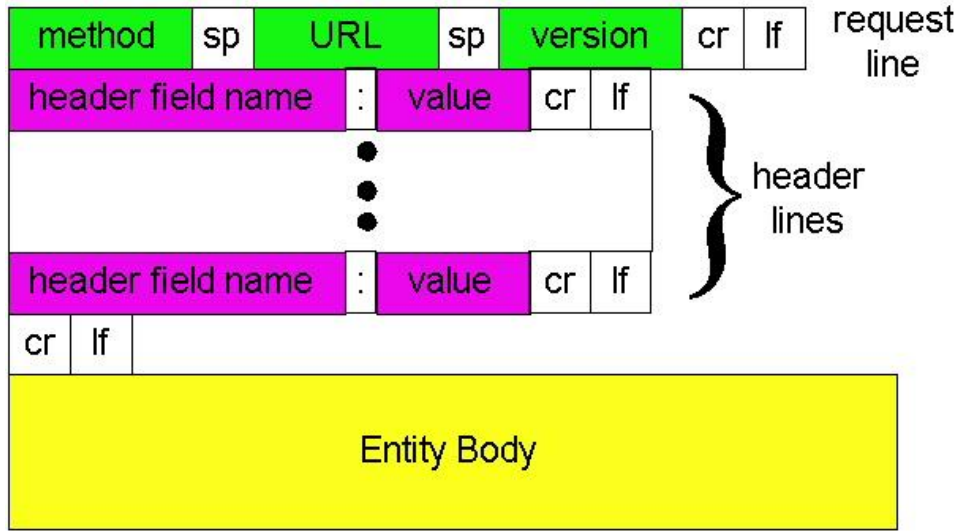 method sp URL sp version cr lf request line
header field name : value cr lf
header lines
header field name : value cr lf
cr lf
Entity Body